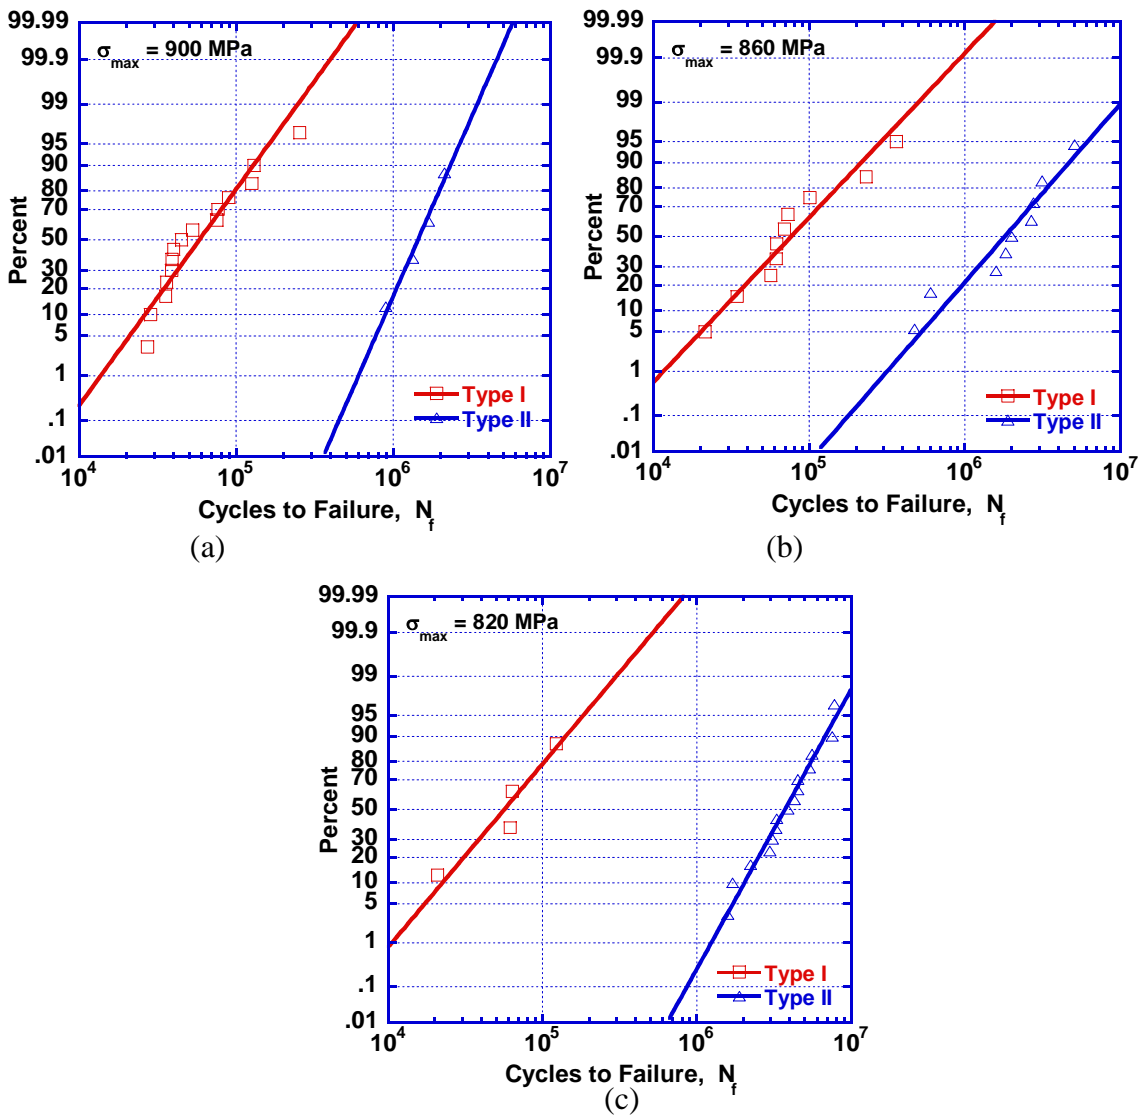 99.99
99.9
99
95
90
80
70
50
30
20
10
5
1
.1
.01
Percent
σmax = 900 MPa
Type I
Type II
10^4 10^5 10^6 10^7
Cycles to Failure, Nf
(a)
99.99
99.9
99
95
90
80
70
50
30
20
10
5
1
.1
.01
Percent
σmax = 860 MPa
Type I
Type II
10^4 10^5 10^6 10^7
Cycles to Failure, Nf
(b)
99.99
99.9
99
95
90
80
70
50
30
20
10
5
1
.1
.01
Percent
σmax = 820 MPa
Type I
Type II
10^4 10^5 10^6 10^7
Cycles to Failure, Nf
(c)